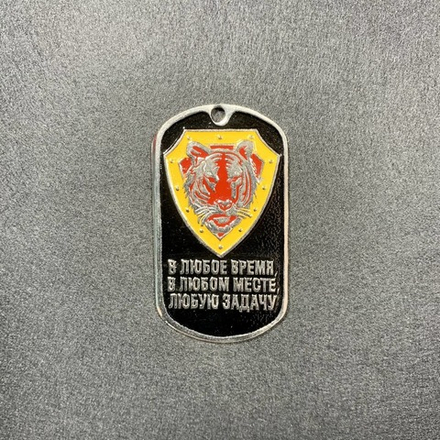 В ЛЮБОЕ ВРЕМЯ,
В ЛЮБОМ МЕСТЕ,
ЛЮБУЮ ЗАДАЧУ